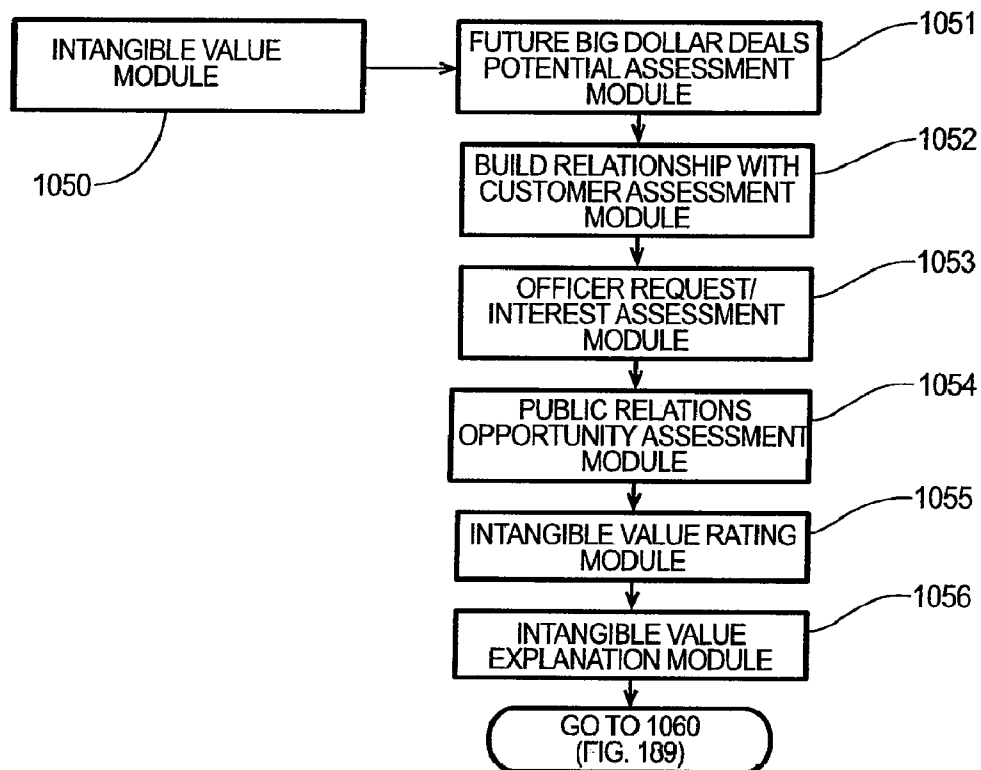 INTANGIBLE VALUE
MODULE
1050
FUTURE BIG DOLLAR DEALS
POTENTIAL ASSESSMENT
MODULE
1051
BUILD RELATIONSHIP WITH
CUSTOMER ASSESSMENT
MODULE
1052
OFFICER REQUEST/
INTEREST ASSESSMENT
MODULE
1053
PUBLIC RELATIONS
OPPORTUNITY ASSESSMENT
MODULE
1054
INTANGIBLE VALUE RATING
MODULE
1055
INTANGIBLE VALUE
EXPLANATION MODULE
1056
GO TO 1060
(FIG. 189)